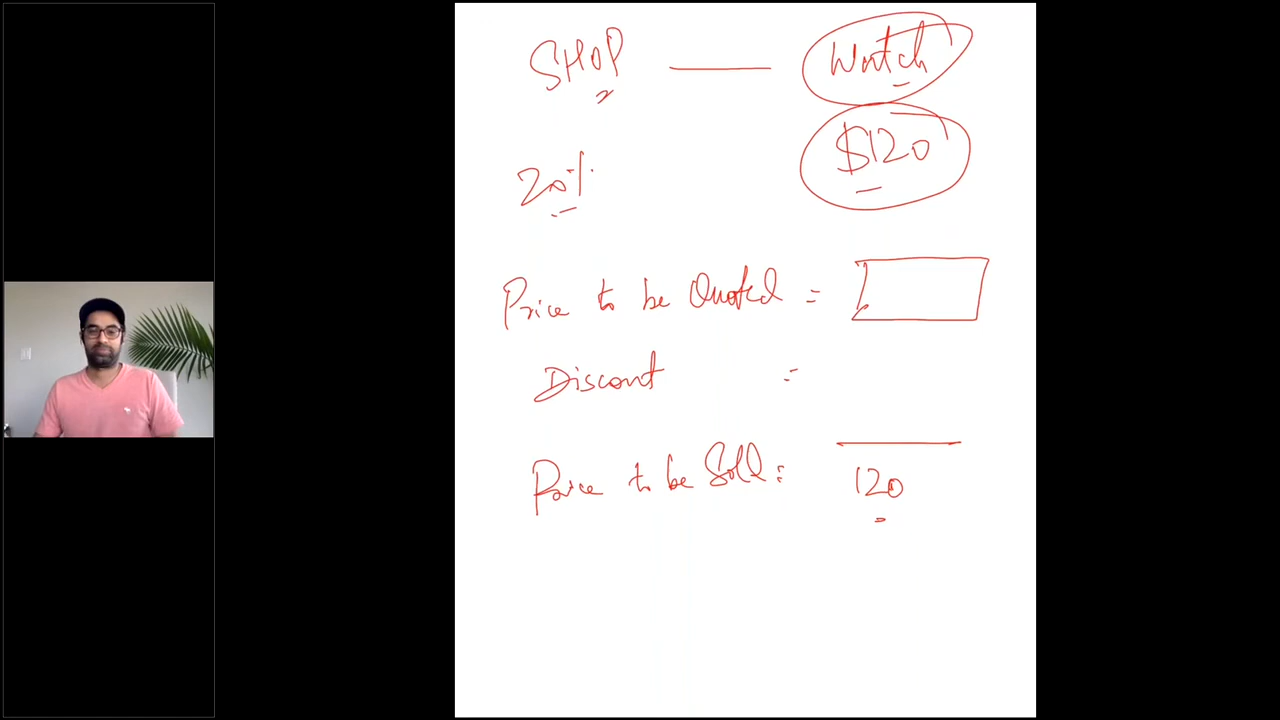 SHOP — Watch
$120
20%
Price to be Quoted =
Discount =
Price to be Sold = 120